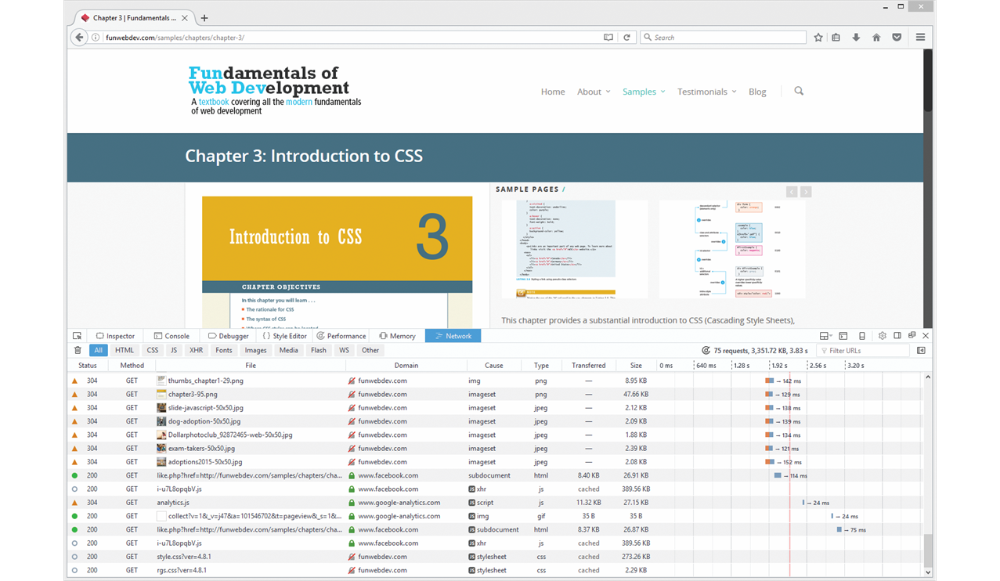 Chapter 3 | Fundamentals ...
funwebdev.com/samples/chapters/chapter-3/
Search
Fundamentals of
Web Development
A textbook covering all the modern fundamentals
of web development
Home About Samples Testimonials Blog
Chapter 3: Introduction to CSS
SAMPLE PAGES /
Introduction to CSS 3
CHAPTER OBJECTIVES
In this chapter you will learn . . .
The rationale for CSS
The syntax of CSS
This chapter provides a substantial introduction to CSS (Cascading Style Sheets),
Inspector Console Debugger { } Style Editor Performance Memory Network
All HTML CSS JS XHR Fonts Images Media Flash WS Other 75 requests, 3,351.72 KB, 3.83 s Filter URLs
Status Method File Domain Cause Type Transferred Size 0 ms 640 ms 1.28 s 1.92 s 2.56 s 3.20 s
304 GET thumbs_chapter1-29.png funwebdev.com img png — 8.95 KB → 142 ms
304 GET chapter3-95.png funwebdev.com imageset png — 47.66 KB → 129 ms
304 GET slide-javascript-50x50.jpg funwebdev.com imageset jpeg — 2.12 KB → 138 ms
304 GET dog-adoption-50x50.jpg funwebdev.com imageset jpeg — 2.09 KB → 139 ms
304 GET Dollarphotoclub_92872465-web-50x50.jpg funwebdev.com imageset jpeg — 1.88 KB → 134 ms
304 GET exam-takers-50x50.jpg funwebdev.com imageset jpeg — 2.39 KB → 121 ms
304 GET adoptions2015-50x50.jpg funwebdev.com imageset jpeg — 2.08 KB → 152 ms
200 GET like.php?href=http://funwebdev.com/samples/chapters/cha... www.facebook.com subdocument html 8.40 KB 26.91 KB → 114 ms
200 GET i-u7L8opqbV.js www.facebook.com JS xhr js cached 389.56 KB
304 GET analytics.js www.google-analytics.com JS script js 11.32 KB 27.15 KB → 24 ms
200 GET collect?v=1&_v=j47&a=101546702&t=pageview&_s=1&... www.google-analytics.com JS img gif 35 B 35 B → 24 ms
200 GET like.php?href=http://funwebdev.com/samples/chapters/cha... www.facebook.com JS subdocument html 8.37 KB 26.87 KB → 75 ms
200 GET i-u7L8opqbV.js www.facebook.com JS xhr js cached 389.56 KB
200 GET style.css?ver=4.8.1 funwebdev.com JS stylesheet css cached 273.26 KB
200 GET rgs.css?ver=4.8.1 funwebdev.com JS stylesheet css cached 2.29 KB